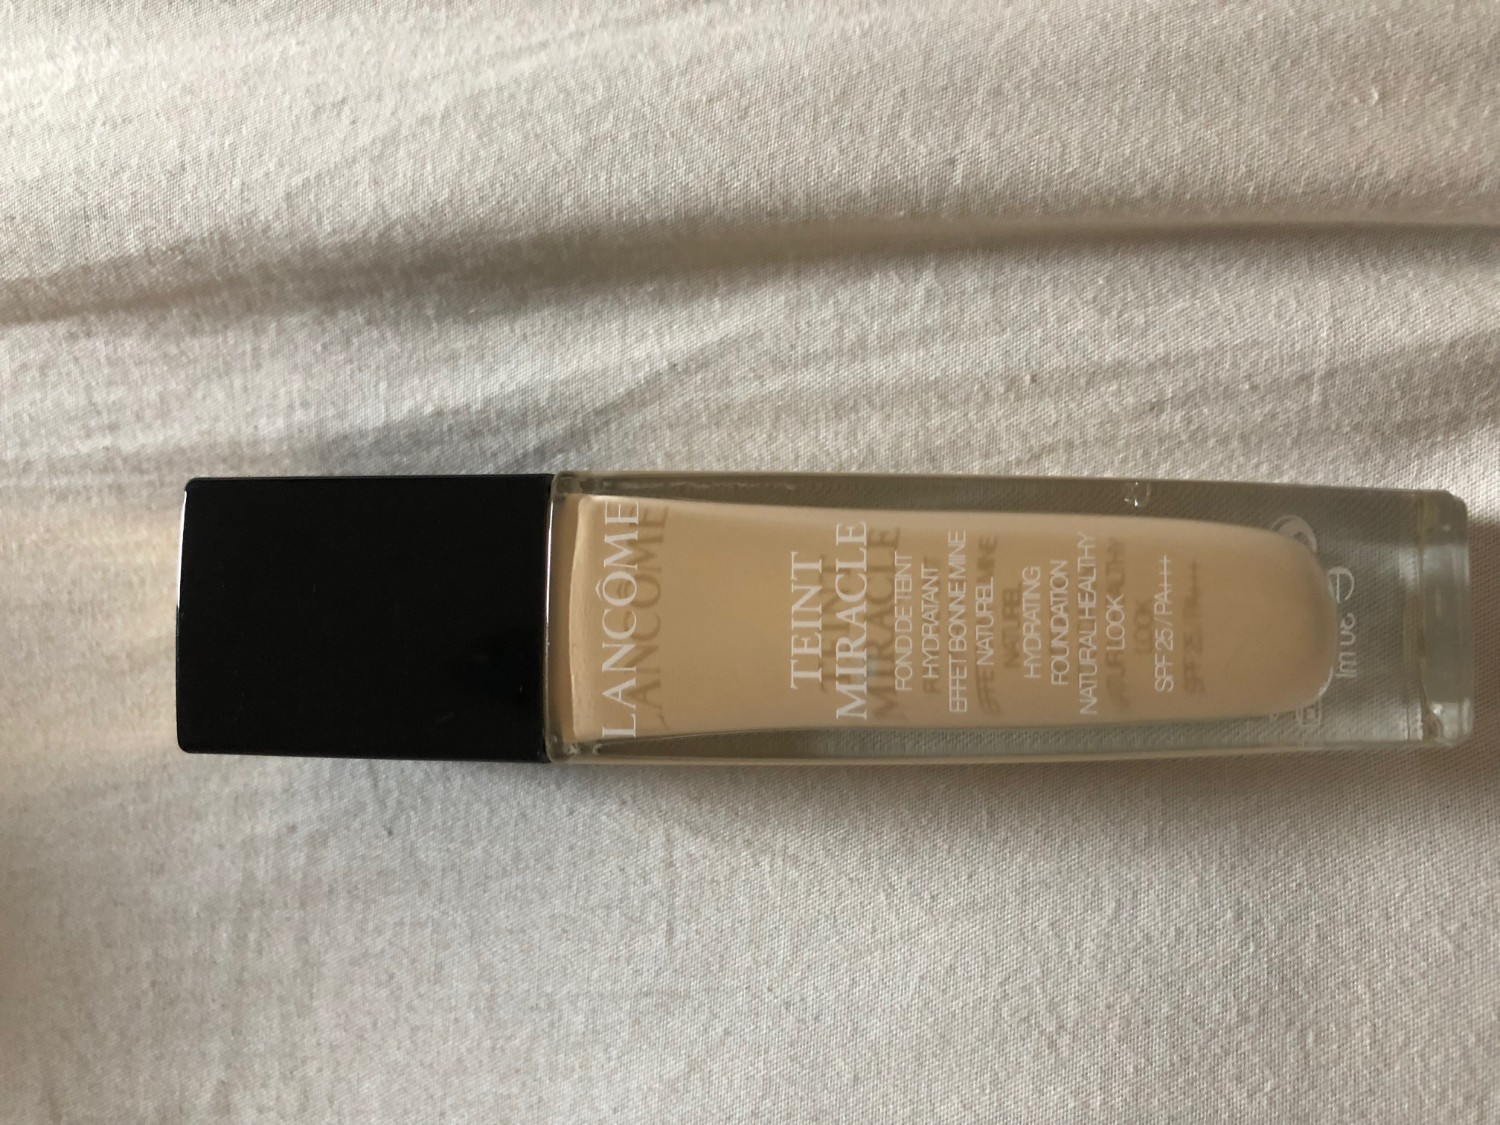 LANCÔME
TEINT
MIRACLE
FOND DE TEINT
HYDRATANT
EFFET BONNE MINE
NATUREL
HYDRATING
FOUNDATION
NATURAL HEALTHY
LOOK
SPF 25 / PA+++
30 ml